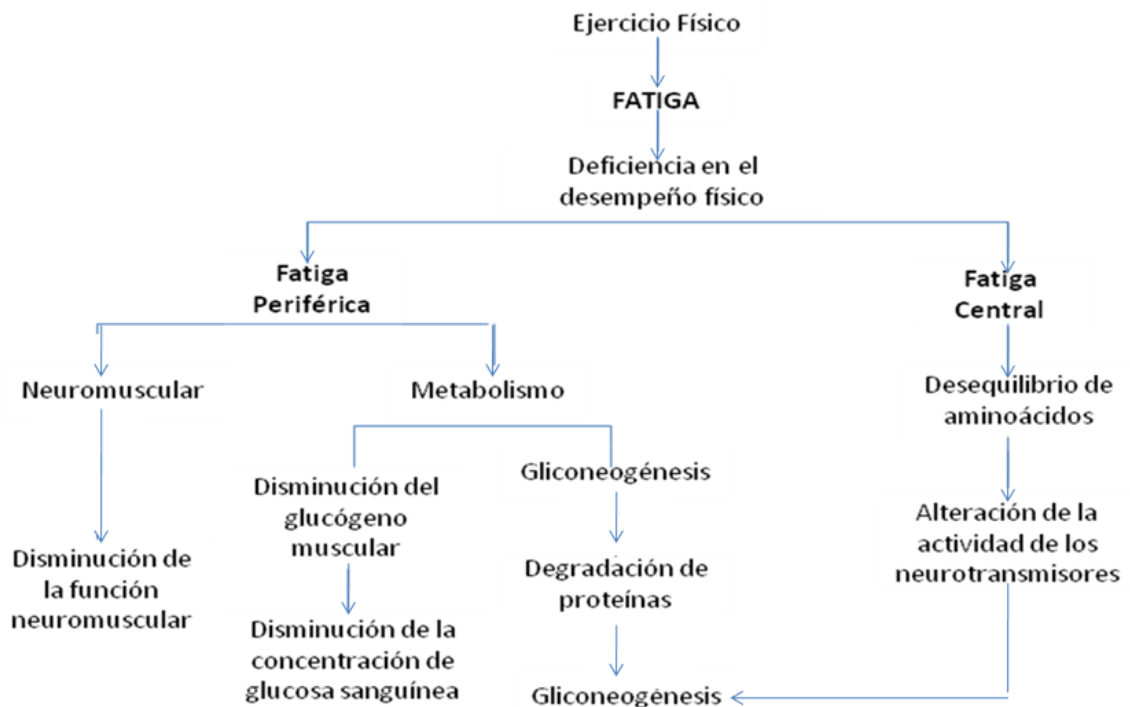 Ejercicio Físico
FATIGA
Deficiencia en el
desempeño físico
Fatiga
Periférica
Fatiga
Central
Neuromuscular
Metabolismo
Desequilibrio de
aminoácidos
Disminución del
glucógeno
muscular
Gliconeogénesis
Alteración de la
actividad de los
neurotransmisores
Disminución de
la función
neuromuscular
Degradación de
proteínas
Disminución de la
concentración de
glucosa sanguínea
Gliconeogénesis